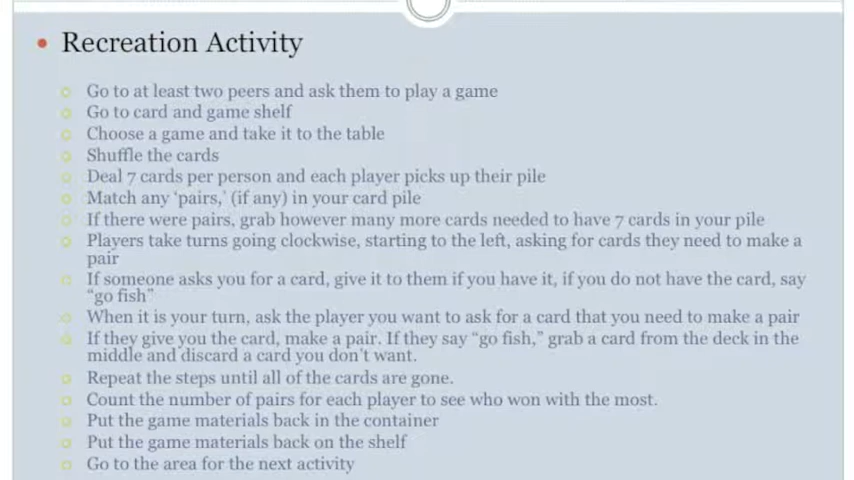 Recreation Activity
Go to at least two peers and ask them to play a game
Go to card and game shelf
Choose a game and take it to the table
Shuffle the cards
Deal 7 cards per person and each player picks up their pile
Match any ‘pairs,’ (if any) in your card pile
If there were pairs, grab however many more cards needed to have 7 cards in your pile
Players take turns going clockwise, starting to the left, asking for cards they need to make a
pair
If someone asks you for a card, give it to them if you have it, if you do not have the card, say
“go fish”
When it is your turn, ask the player you want to ask for a card that you need to make a pair
If they give you the card, make a pair. If they say “go fish,” grab a card from the deck in the
middle and discard a card you don’t want.
Repeat the steps until all of the cards are gone.
Count the number of pairs for each player to see who won with the most.
Put the game materials back in the container
Put the game materials back on the shelf
Go to the area for the next activity